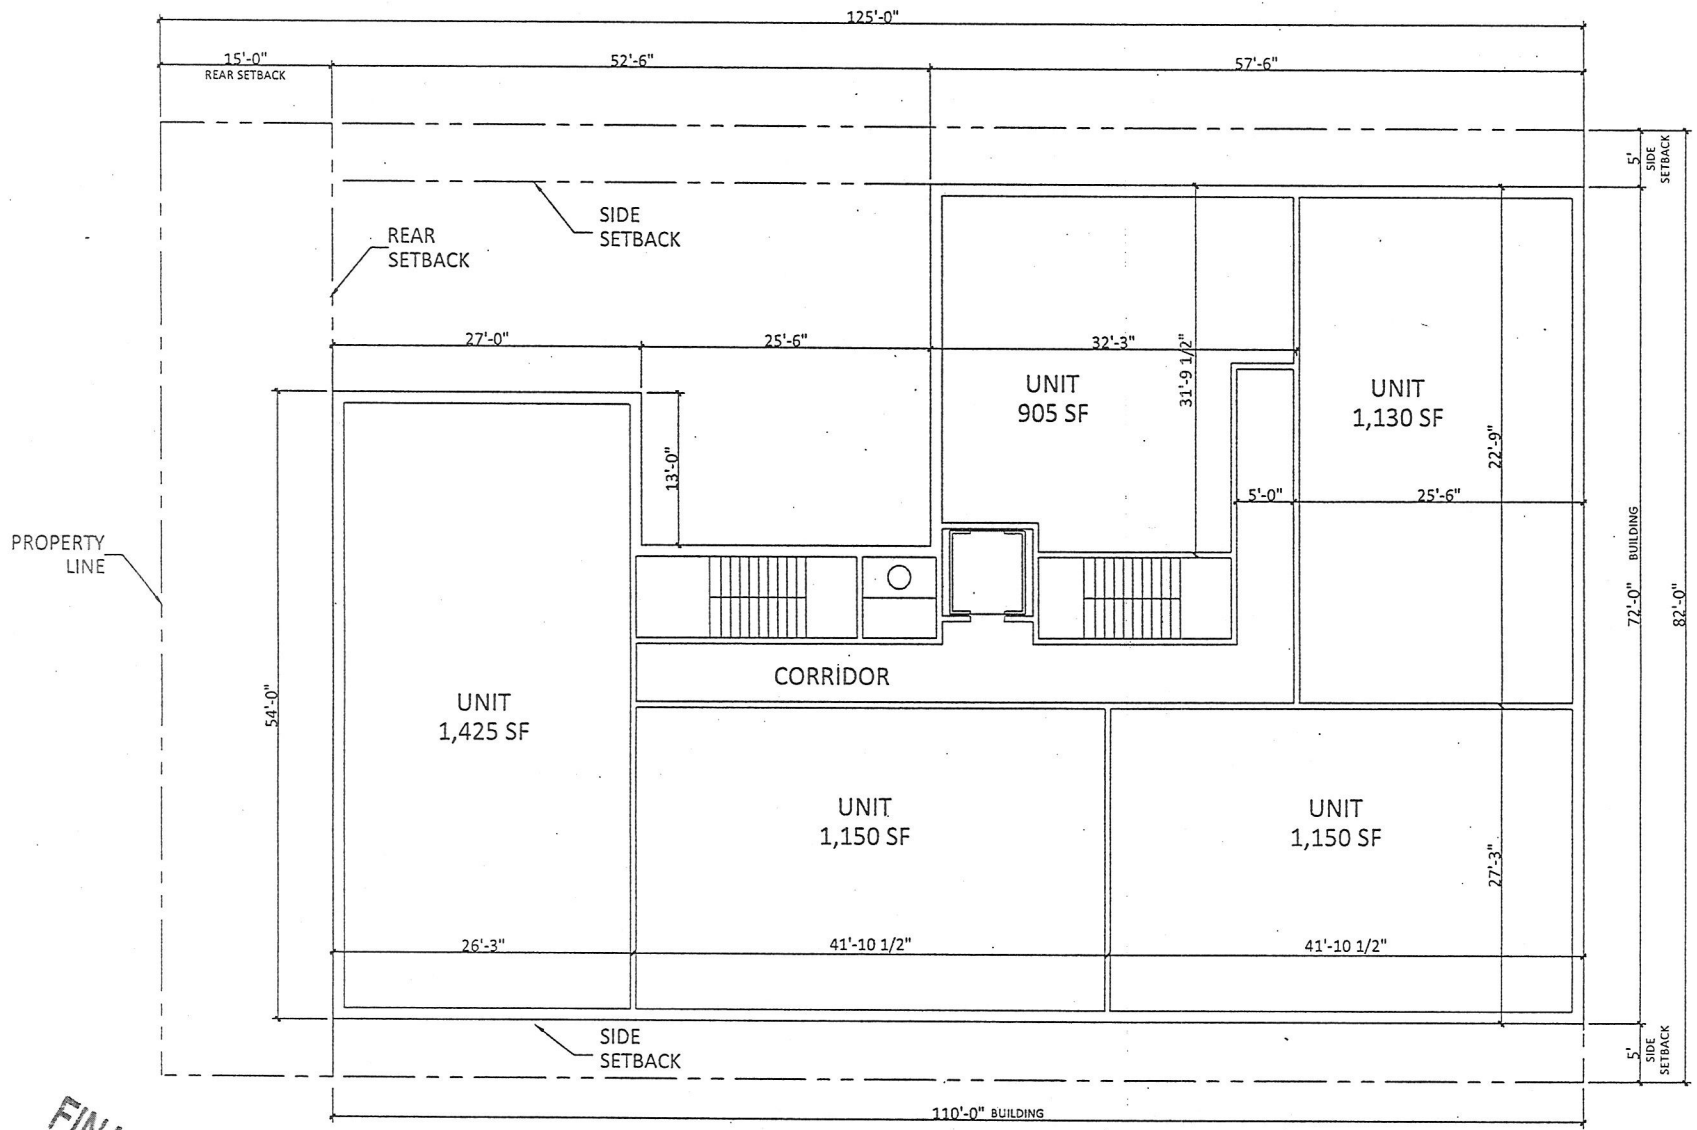 125'-0"
15'-0"
REAR SETBACK
52'-6"
57'-6"
5'
SIDE
SETBACK
SIDE
SETBACK
REAR
SETBACK
27'-0"
25'-6"
32'-3"
31'-9 1/2"
UNIT
905 SF
UNIT
1,130 SF
22'-9"
13'-0"
5'-0"
25'-6"
PROPERTY
LINE
72'-0" BUILDING
82'-0"
CORRIDOR
54'-0"
UNIT
1,425 SF
UNIT
1,150 SF
UNIT
1,150 SF
27'-3"
26'-3"
41'-10 1/2"
41'-10 1/2"
SIDE
SETBACK
5'
SIDE
SETBACK
110'-0" BUILDING